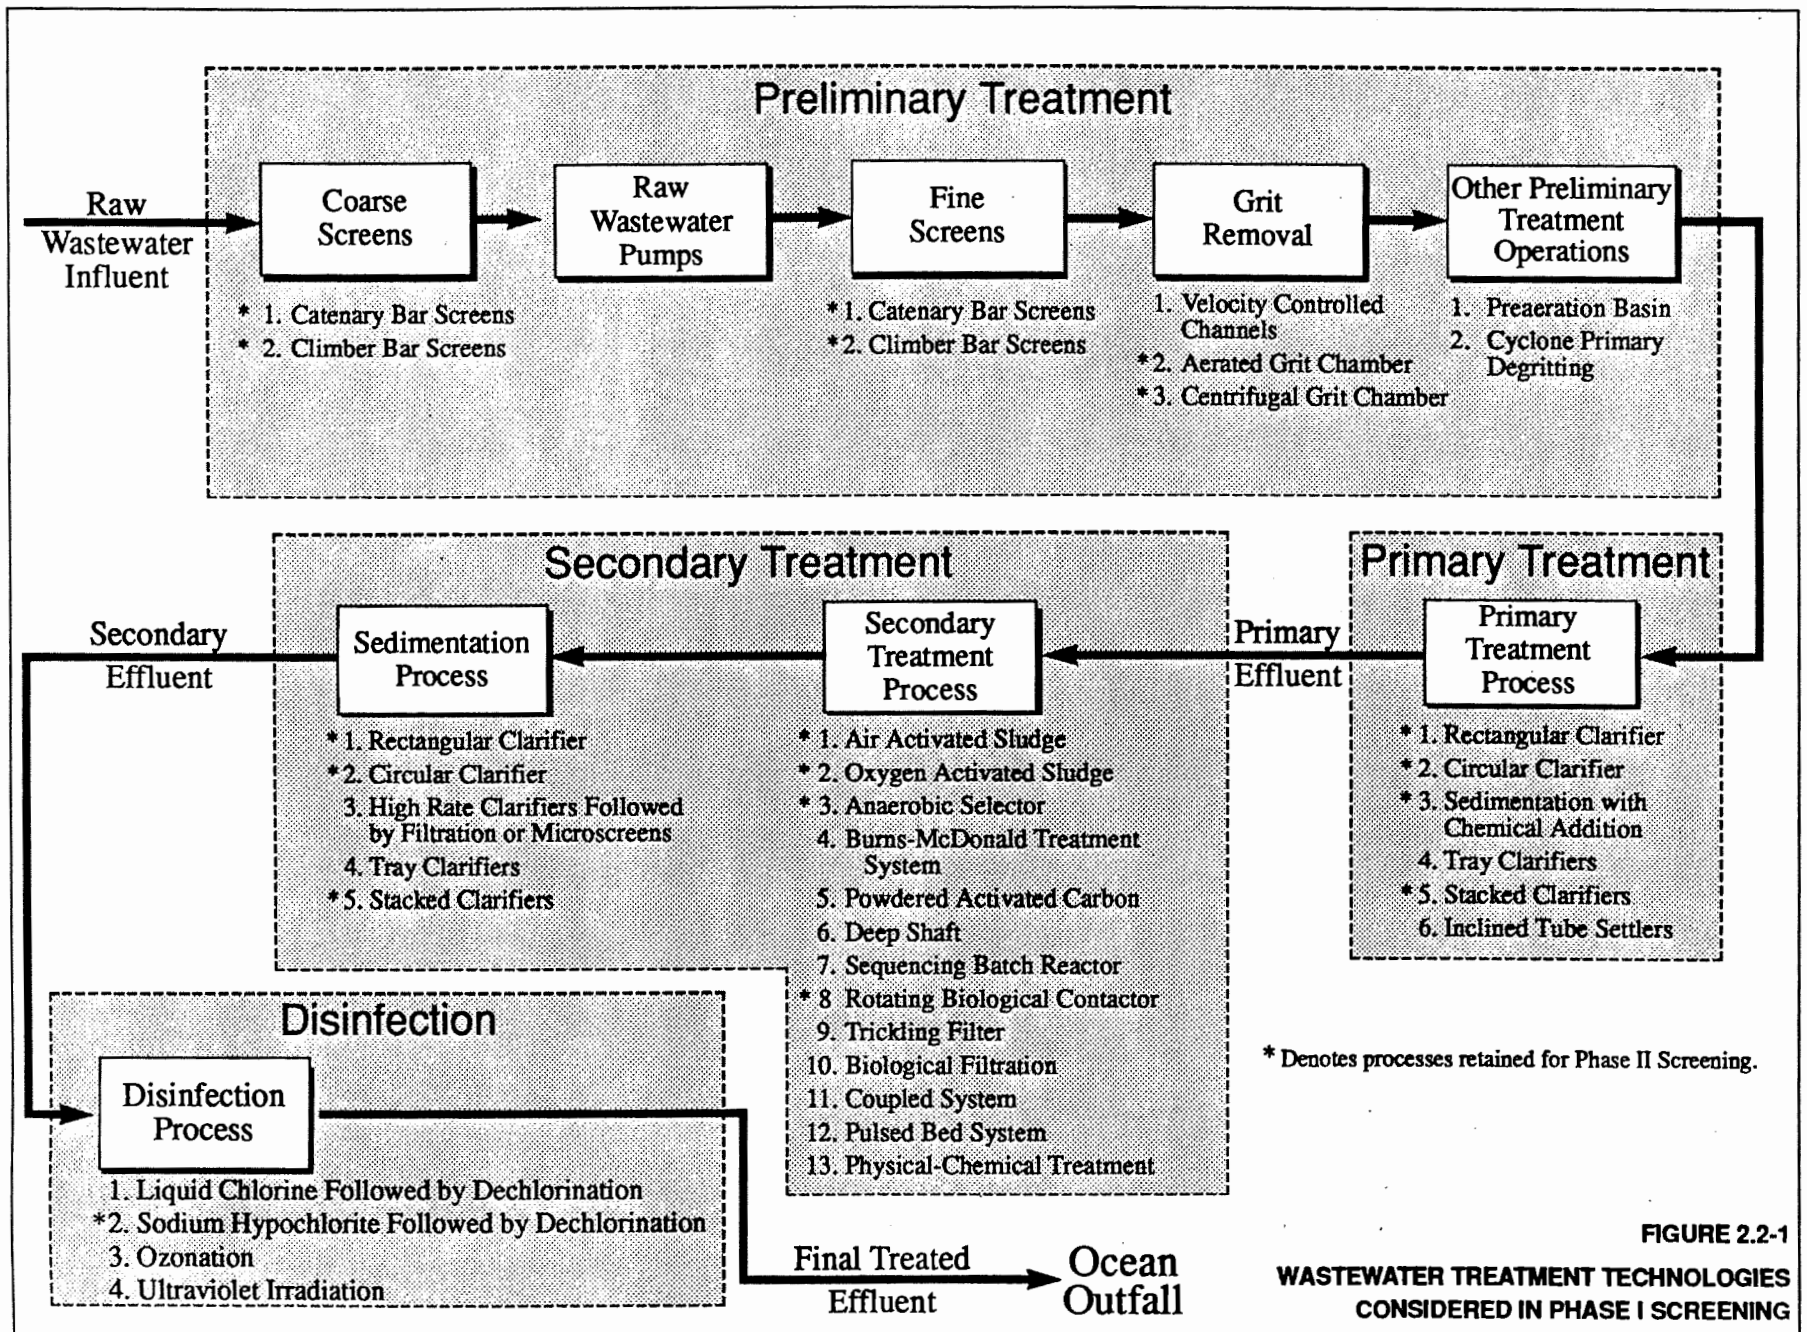 Preliminary Treatment
Raw
Wastewater
Influent
Coarse
Screens
* 1. Catenary Bar Screens
* 2. Climber Bar Screens
Raw
Wastewater
Pumps
Fine
Screens
* 1. Catenary Bar Screens
* 2. Climber Bar Screens
Grit
Removal
1. Velocity Controlled
Channels
* 2. Aerated Grit Chamber
* 3. Centrifugal Grit Chamber
Other Preliminary
Treatment
Operations
1. Preaeration Basin
2. Cyclone Primary
Degritting
Primary Treatment
Primary
Treatment
Process
* 1. Rectangular Clarifier
* 2. Circular Clarifier
* 3. Sedimentation with
Chemical Addition
4. Tray Clarifiers
* 5. Stacked Clarifiers
6. Inclined Tube Settlers
Primary
Effluent
Secondary Treatment
Secondary
Treatment
Process
* 1. Air Activated Sludge
* 2. Oxygen Activated Sludge
* 3. Anaerobic Selector
4. Burns-McDonald Treatment
System
5. Powdered Activated Carbon
6. Deep Shaft
7. Sequencing Batch Reactor
* 8 Rotating Biological Contactor
9. Trickling Filter
10. Biological Filtration
11. Coupled System
12. Pulsed Bed System
13. Physical-Chemical Treatment
Sedimentation
Process
* 1. Rectangular Clarifier
* 2. Circular Clarifier
3. High Rate Clarifiers Followed
by Filtration or Microscreens
4. Tray Clarifiers
* 5. Stacked Clarifiers
Secondary
Effluent
Disinfection
Disinfection
Process
1. Liquid Chlorine Followed by Dechlorination
*2. Sodium Hypochlorite Followed by Dechlorination
3. Ozonation
4. Ultraviolet Irradiation
Final Treated
Effluent
Ocean
Outfall
* Denotes processes retained for Phase II Screening.
FIGURE 2.2-1
WASTEWATER TREATMENT TECHNOLOGIES
CONSIDERED IN PHASE I SCREENING